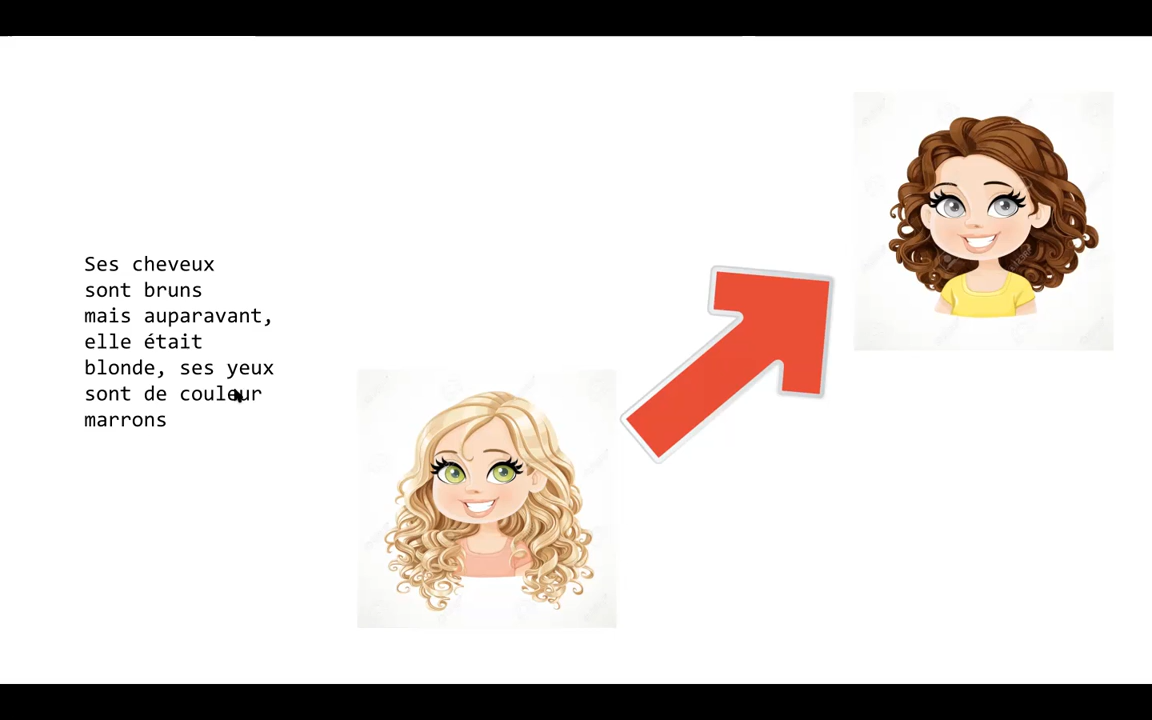 Ses cheveux
sont bruns
mais auparavant,
elle était
blonde, ses yeux
sont de couleur
marrons